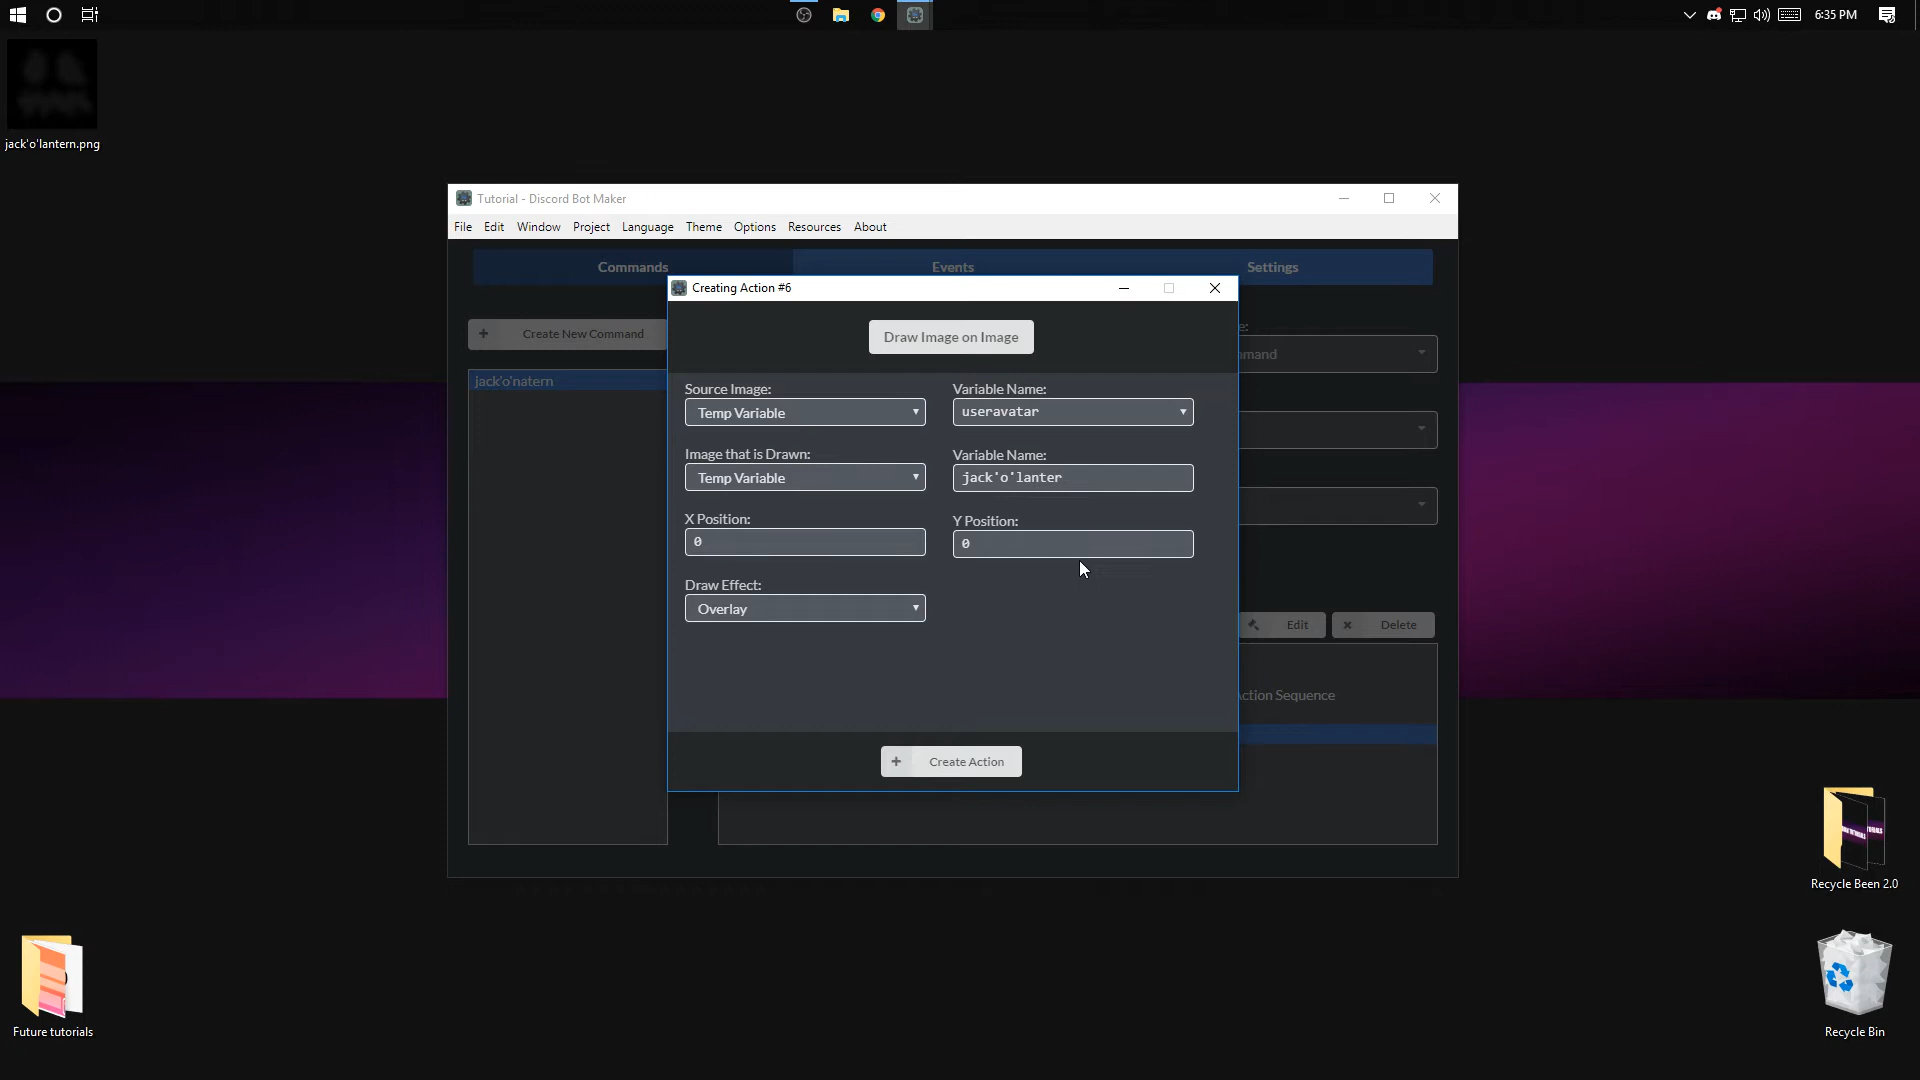 6:35 PM
jack'o'lantern.png
Tutorial - Discord Bot Maker
File Edit Window Project Language Theme Options Resources About
Commands Events Settings
Creating Action #6
Create New Command
Draw Image on Image
e:
mmand
jack'o'natern
Source Image: Variable Name:
Temp Variable useravatar
Image that is Drawn: Variable Name:
Temp Variable jack'o'lanter
X Position: Y Position:
0 0
Draw Effect:
Overlay
Edit Delete
Action Sequence
Create Action
Recycle Been 2.0
Future tutorials
Recycle Bin